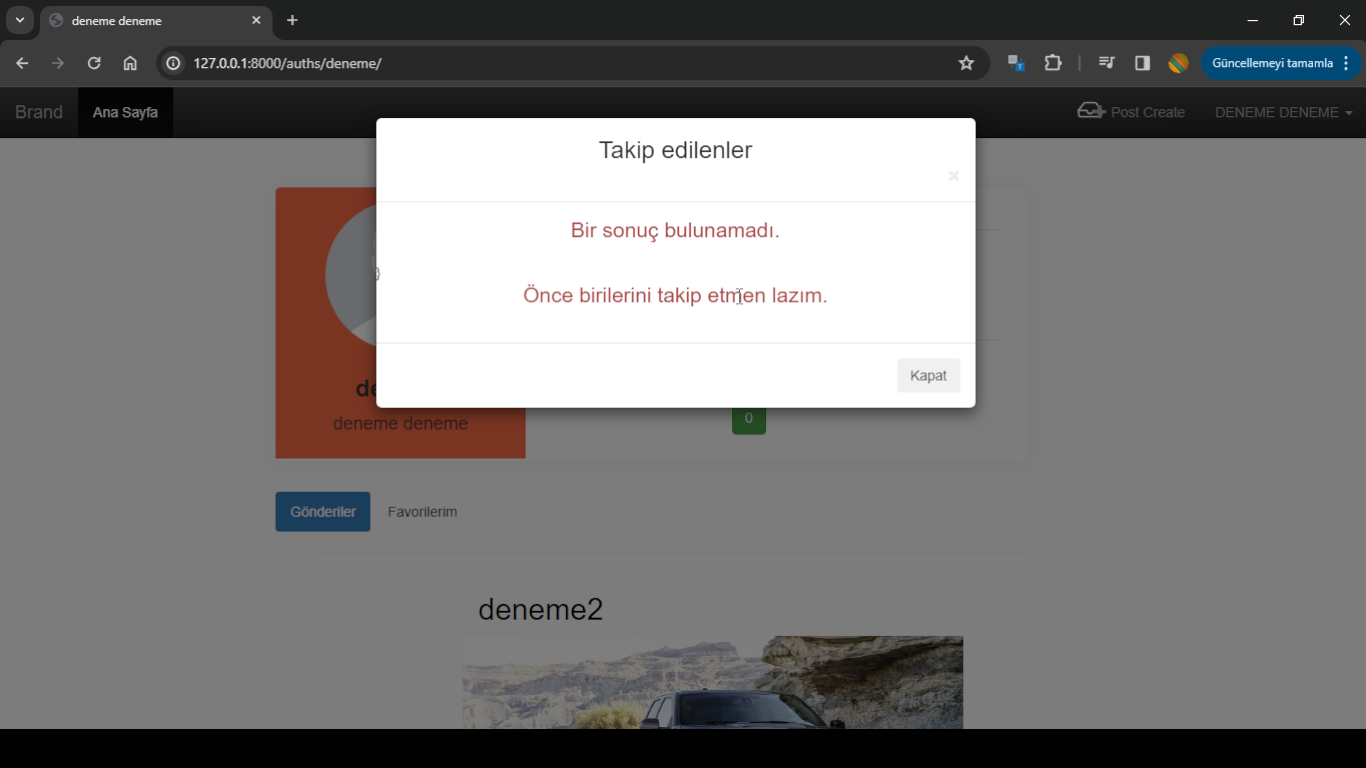 deneme deneme
127.0.0.1:8000/auths/deneme/
Güncellemeyi tamamla
Brand
Ana Sayfa
Post Create
DENEME DENEME
Takip edilenler
×
Bir sonuç bulunamadı.
}
Önce birilerini takip etmen lazım.
Kapat
de
deneme deneme
0
Gönderiler
Favorilerim
deneme2